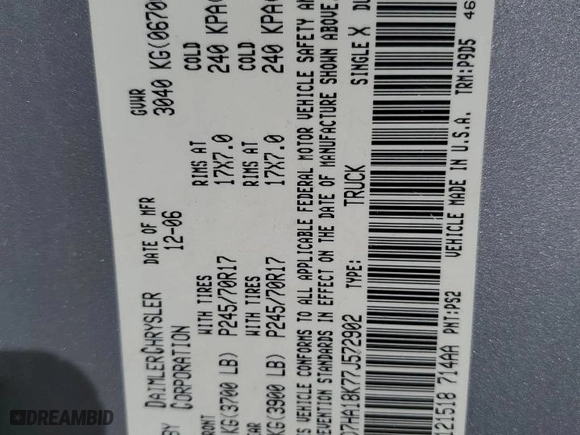 BY DAIMLERCHRYSLER CORPORATION
DATE OF MFR 12-06
GVWR 3040 KG(0670
WITH TIRES RIMS AT COLD
KG(3700 LB) P245/70R17 17X7.0 240 KPA(
WITH TIRES RIMS AT COLD
KG(3900 LB) P245/70R17 17X7.0 240 KPA(
VEHICLE CONFORMS TO ALL APPLICABLE FEDERAL MOTOR VEHICLE SAFETY AN
EVENTION STANDARDS IN EFFECT ON THE DATE OF MANUFACTURE SHOWN ABOVE.
D7HA18K77J572902 TYPE: TRUCK SINGLE X DU
121518 714AA PNT:PS2 VEHICLE MADE IN U.S.A. TRM:P9D5 46
DREAMBID